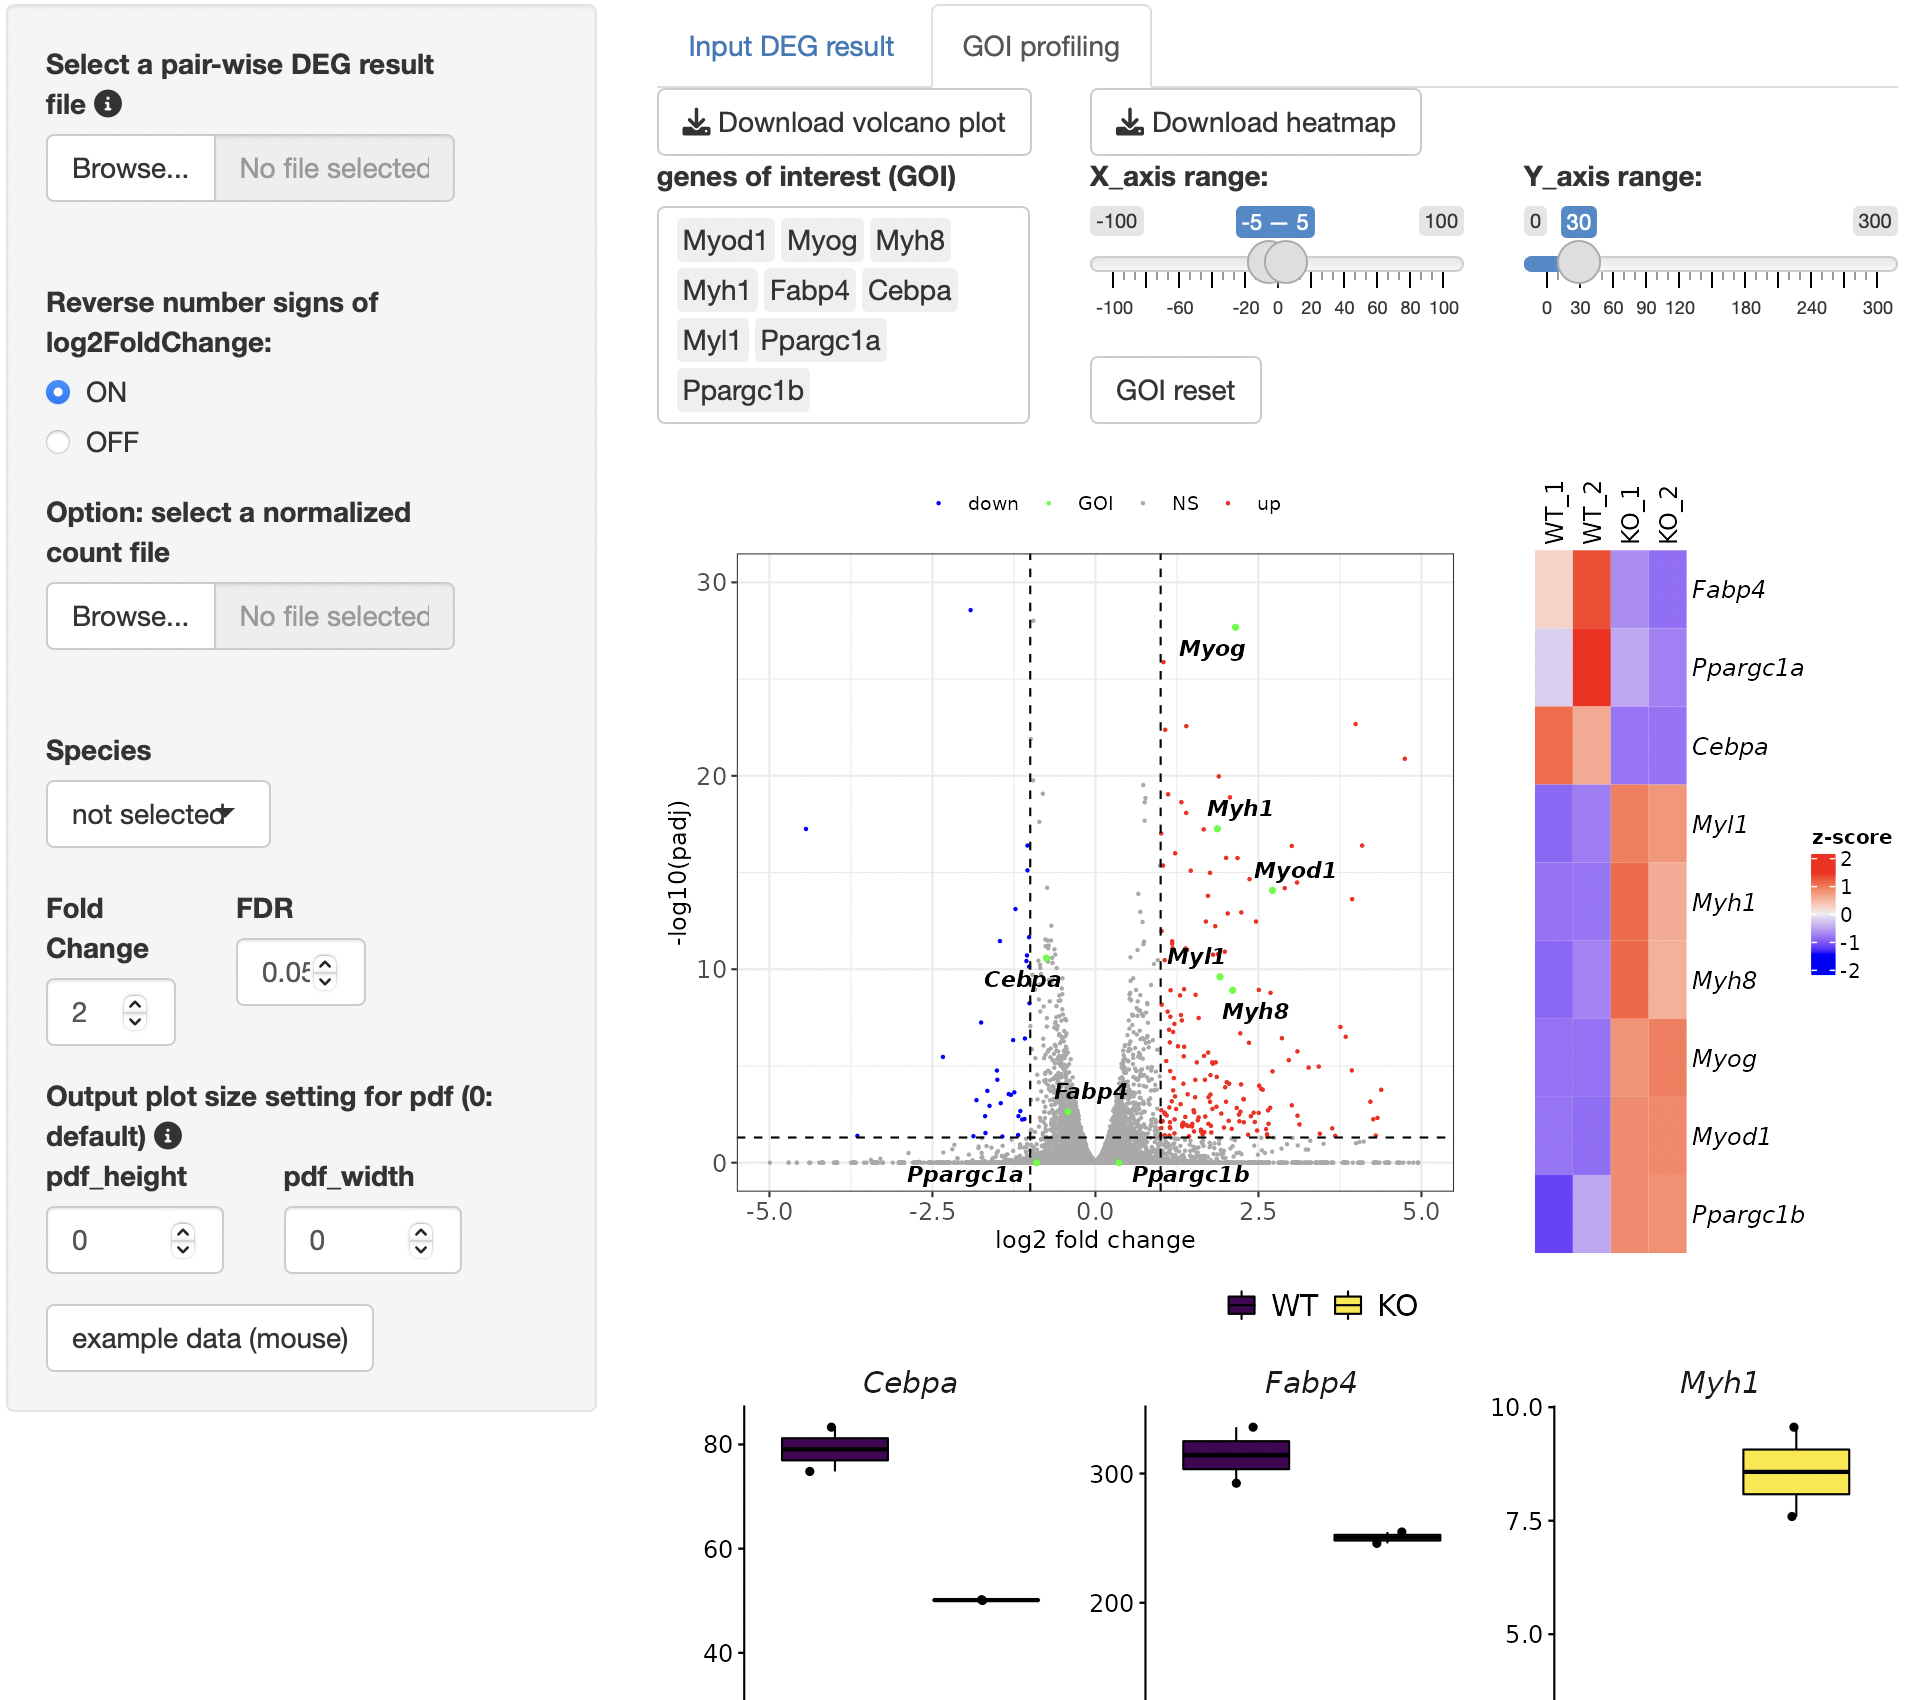 Select a pair-wise DEG result
file
Browse... No file selected
Reverse number signs of
log2FoldChange:
ON
OFF
Option: select a normalized
count file
Browse... No file selected
Species
not selected
Fold
Change
FDR
2
0.05
Output plot size setting for pdf (0:
default)
pdf_height pdf_width
0 0
example data (mouse)
Input DEG result GOI profiling
Download volcano plot Download heatmap
genes of interest (GOI)
Myod1 Myog Myh8
Myh1 Fabp4 Cebpa
Myl1 Ppargc1a
Ppargc1b
X_axis range:
-100 -5 — 5 100
-100 -60 -20 0 20 40 60 80 100
Y_axis range:
0 30 300
0 30 60 90 120 180 240 300
GOI reset
down GOI NS up
30
20
10
0
-log10(padj)
Myog
Myh1
Myod1
Myl1
Cebpa
Myh8
Fabp4
Ppargc1a Ppargc1b
-5.0 -2.5 0.0 2.5 5.0
log2 fold change
WT_1 WT_2 KO_1 KO_2
Fabp4
Ppargc1a
Cebpa
Myl1
Myh1
Myh8
Myog
Myod1
Ppargc1b
z-score
2
1
0
-1
-2
WT KO
Cebpa
80
60
40
Fabp4
300
200
Myh1
10.0
7.5
5.0